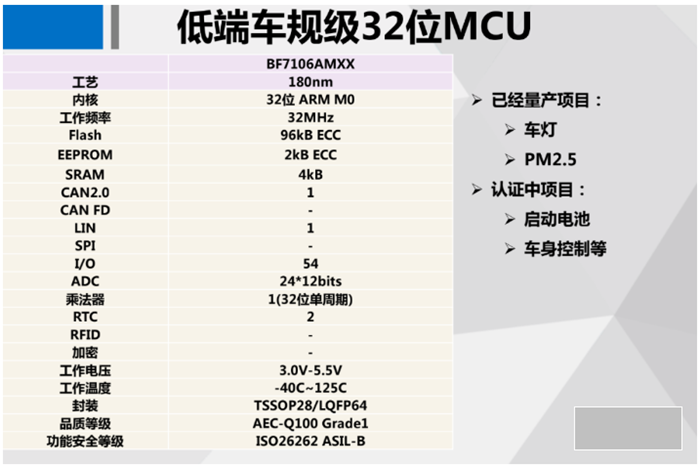 低端车规级32位MCU
BF7106AMXX
工艺 180nm
内核 32位 ARM M0
工作频率 32MHz
Flash 96kB ECC
EEPROM 2kB ECC
SRAM 4kB
CAN2.0 1
CAN FD -
LIN 1
SPI -
I/O 54
ADC 24*12bits
乘法器 1(32位单周期)
RTC 2
RFID -
加密 -
工作电压 3.0V-5.5V
工作温度 -40C~125C
封装 TSSOP28/LQFP64
品质等级 AEC-Q100 Grade1
功能安全等级 ISO26262 ASIL-B
已经量产项目：
车灯
PM2.5
认证中项目：
启动电池
车身控制等